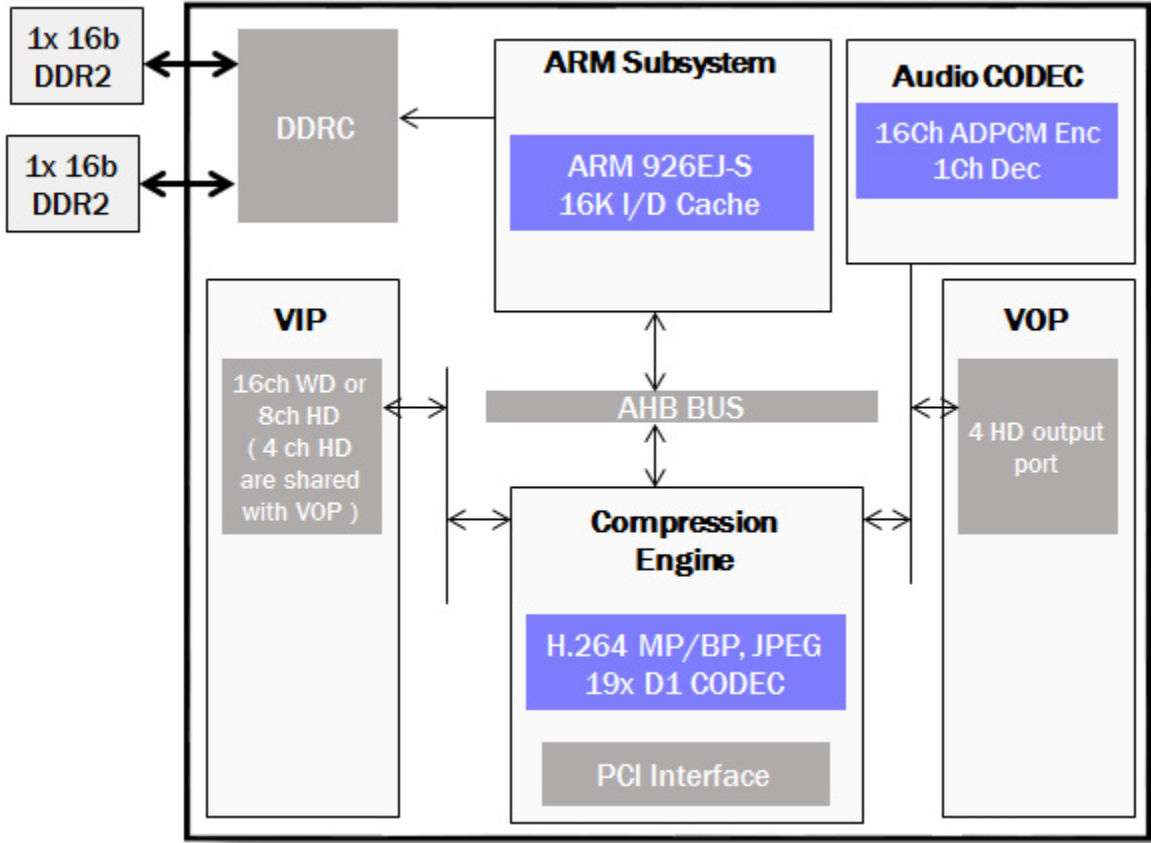 1x 16b
DDR2
1x 16b
DDR2
DDRC
ARM Subsystem
ARM 926EJ-S
16K I/D Cache
Audio CODEC
16Ch ADPCM Enc
1Ch Dec
VIP
16ch WD or
8ch HD
( 4 ch HD
are shared
with VOP )
AHB BUS
VOP
4 HD output
port
Compression
Engine
H.264 MP/BP, JPEG
19x D1 CODEC
PCI Interface